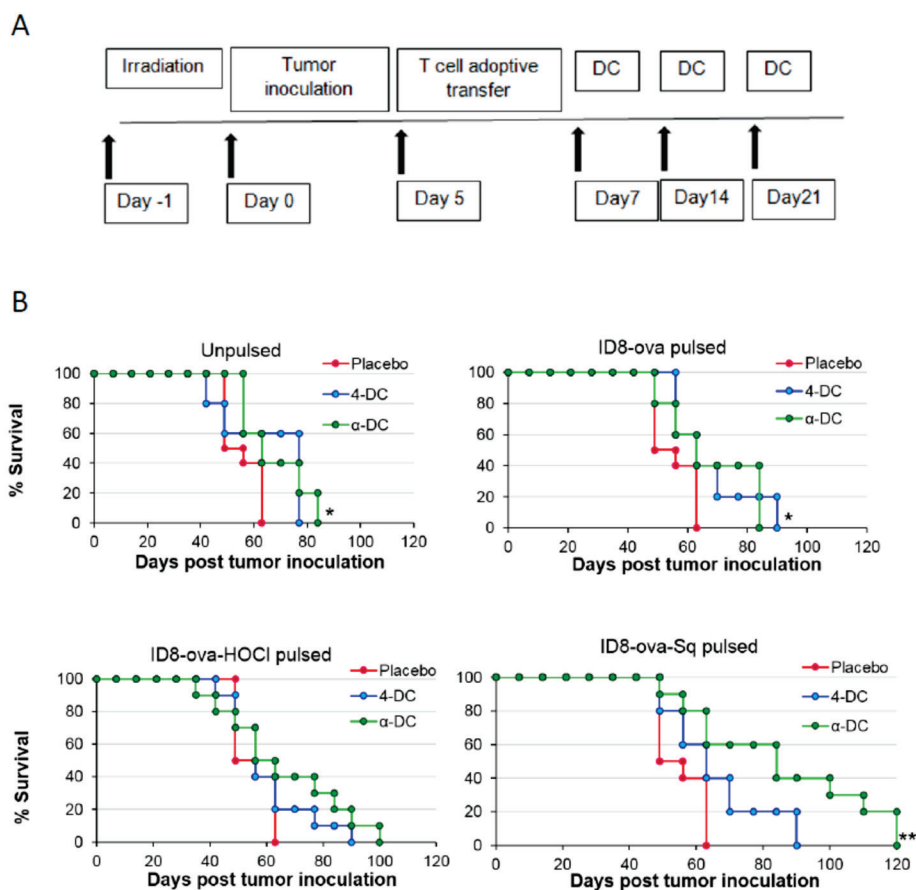 A
Irradiation
Tumor
inoculation
T cell adoptive
transfer
DC
DC
DC
Day -1
Day 0
Day 5
Day7
Day14
Day21
B
Unpulsed
Placebo
4-DC
α-DC
100
80
60
40
20
0
% Survival
*
0 20 40 60 80 100 120
Days post tumor inoculation
ID8-ova pulsed
Placebo
4-DC
α-DC
100
80
60
40
20
0
*
0 20 40 60 80 100 120
Days post tumor inoculation
ID8-ova-HOCl pulsed
Placebo
4-DC
α-DC
100
80
60
40
20
0
% Survival
0 20 40 60 80 100 120
Days post tumor inoculation
ID8-ova-Sq pulsed
Placebo
4-DC
α-DC
100
80
60
40
20
0
**
0 20 40 60 80 100 120
Days post tumor inoculation